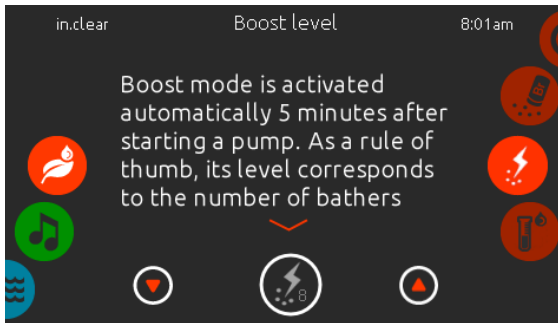 in.clear Boost level 8:01am
Boost mode is activated
automatically 5 minutes after
starting a pump. As a rule of
thumb, its level corresponds
to the number of bathers
Br
8